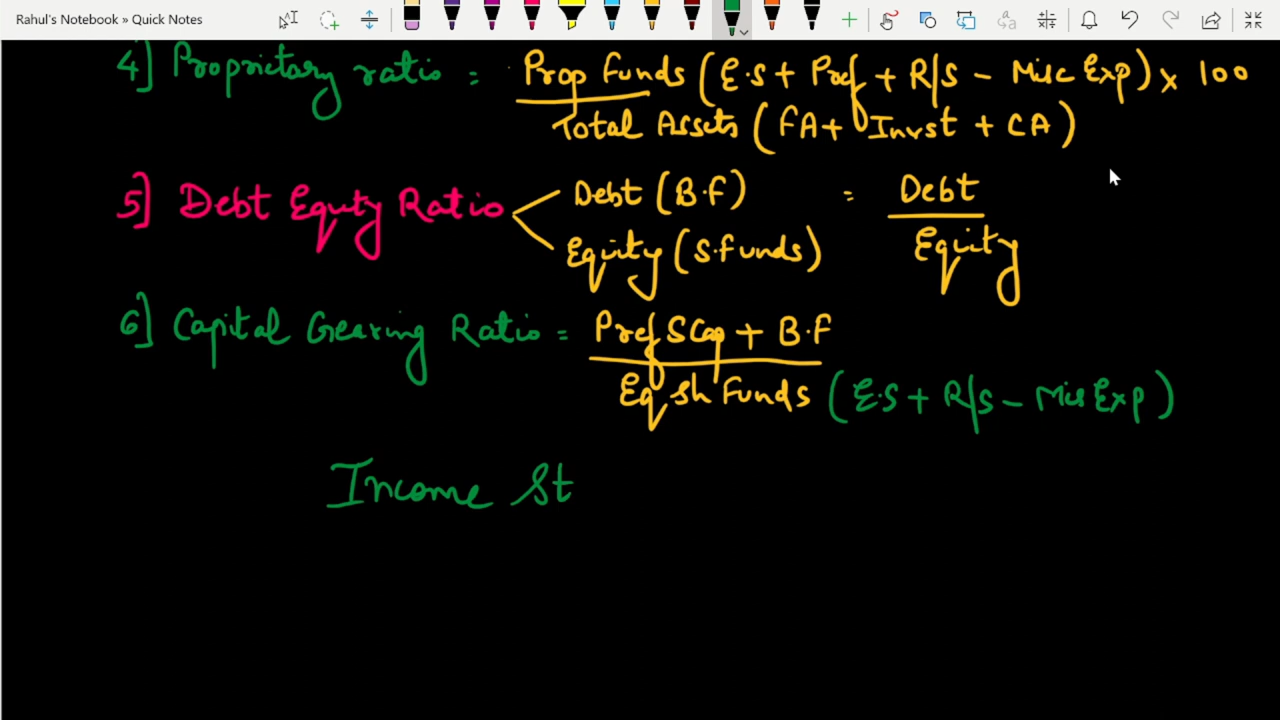 Rahul's Notebook » Quick Notes
4] Proprietary ratio = Prop Funds (E.S + Pref + R/S - Misc Exp) x 100
Total Assets (FA + Invst + CA)
5] Debt Equty Ratio Debt (B.F) = Debt
Equity (S.Funds) Equity
6] Capital Gearing Ratio = Pref S Cap + B.F
Eq sh Funds (E.S + R/S - Mis Exp)
Income St